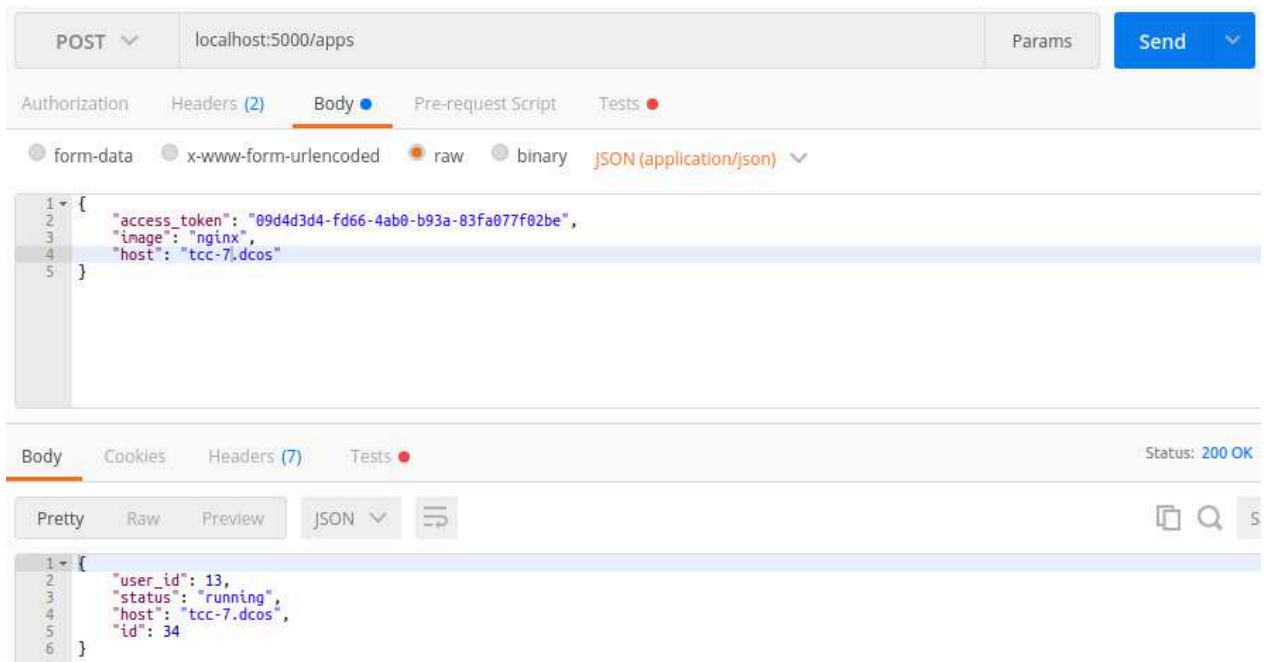 POST localhost:5000/apps Params Send
Authorization Headers (2) Body Pre-request Script Tests
form-data x-www-form-urlencoded raw binary JSON (application/json)
1 {
2 "access_token": "09d4d3d4-fd66-4ab0-b93a-83fa077f02be",
3 "image": "nginx",
4 "host": "tcc-7.dcos"
5 }
Body Cookies Headers (7) Tests Status: 200 OK
Pretty Raw Preview JSON S
1 {
2 "user_id": 13,
3 "status": "running",
4 "host": "tcc-7.dcos",
5 "id": 34
6 }